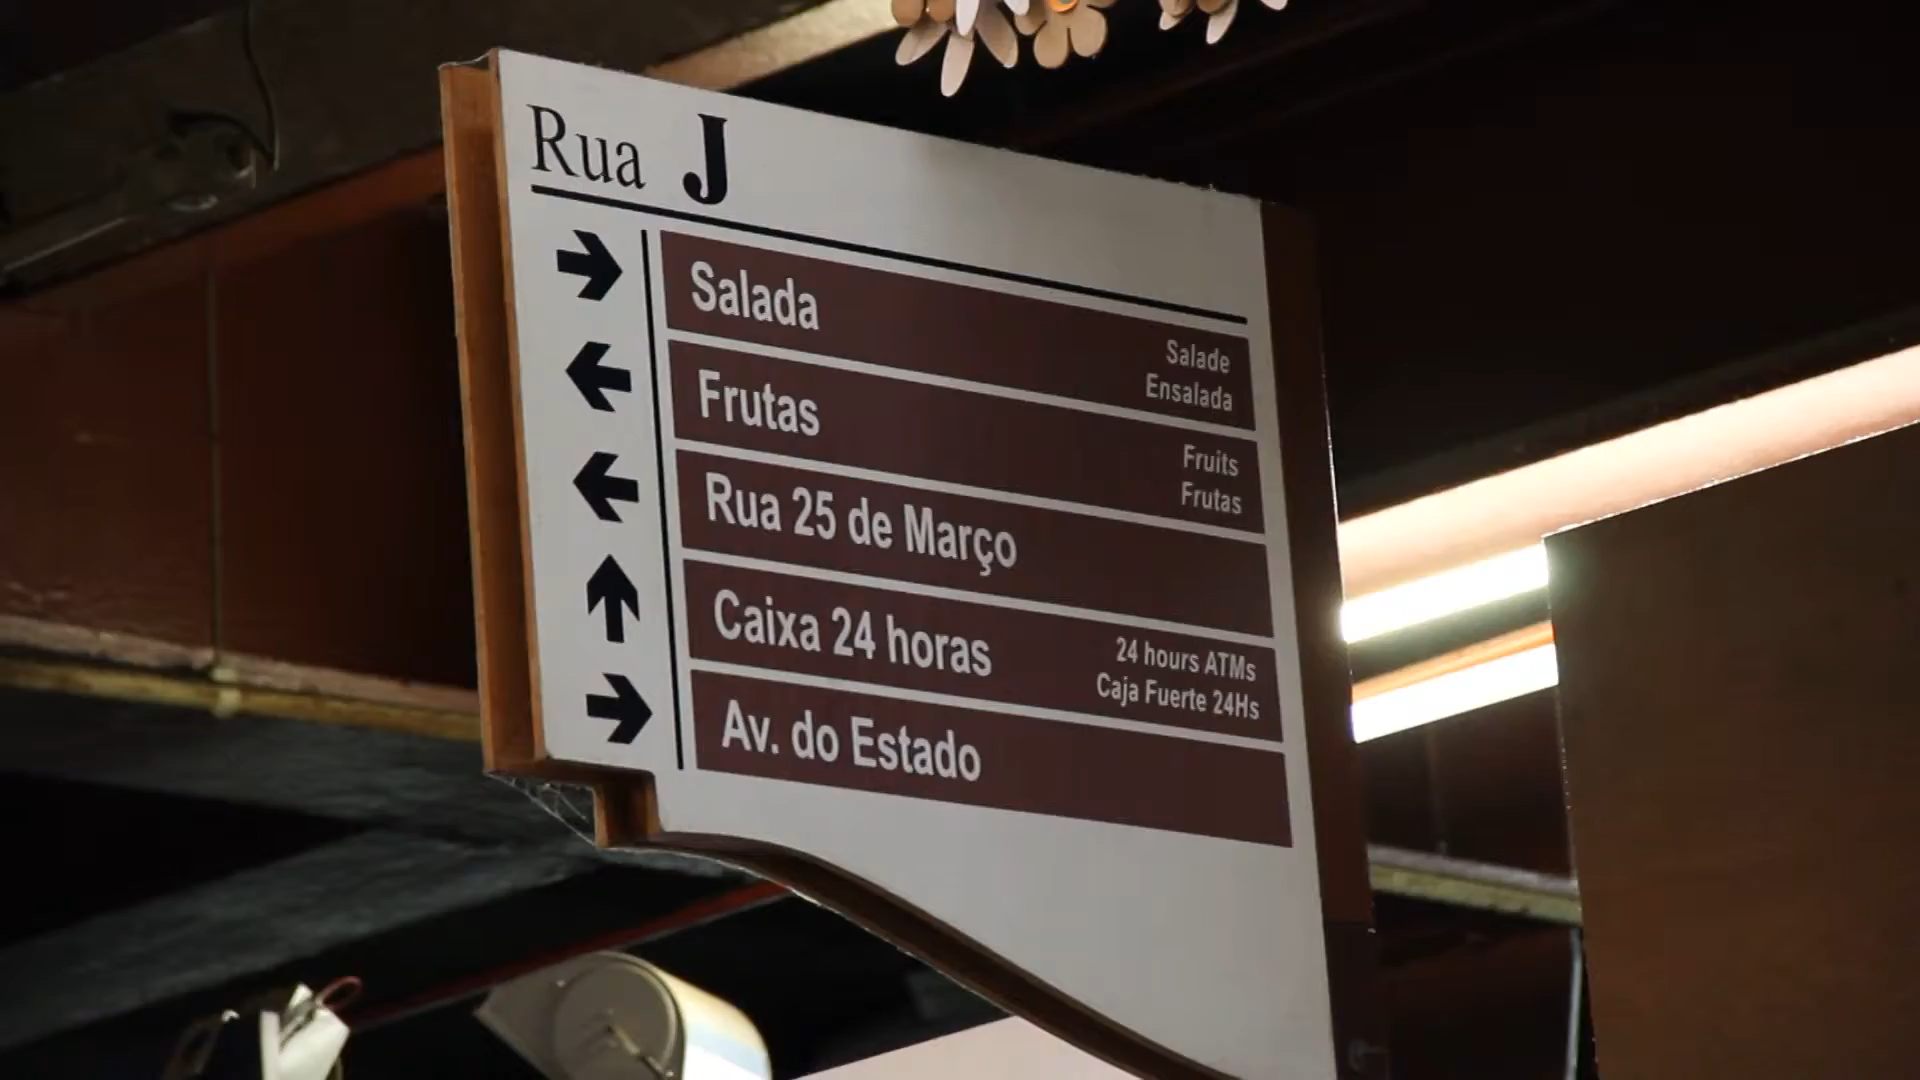 Rua J
Salada
Salade
Ensalada
Frutas
Fruits
Frutas
Rua 25 de Março
Caixa 24 horas
24 hours ATMs
Caja Fuerte 24Hs
Av. do Estado